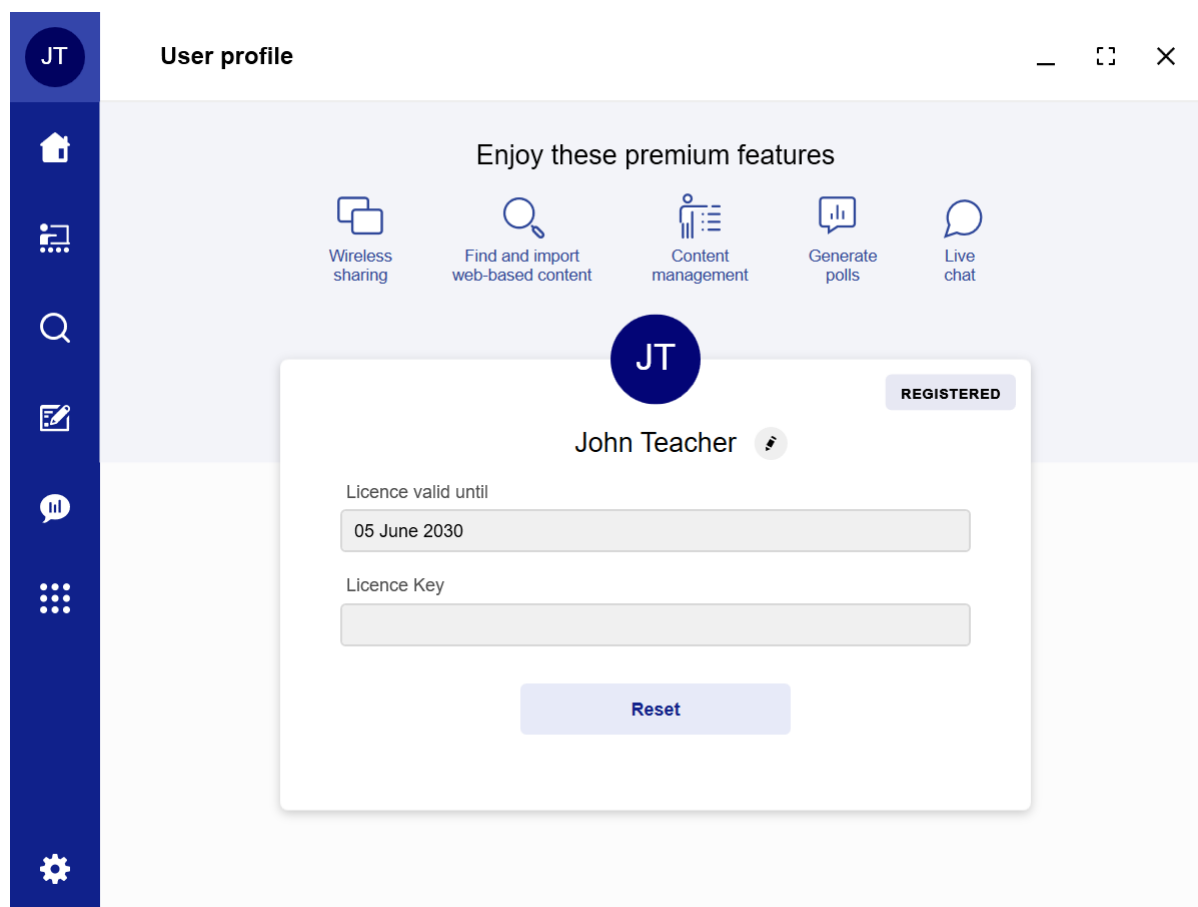 JT
User profile
Enjoy these premium features
Wireless
sharing
Find and import
web-based content
Content
management
Generate
polls
Live
chat
JT
REGISTERED
John Teacher
Licence valid until
05 June 2030
Licence Key
Reset